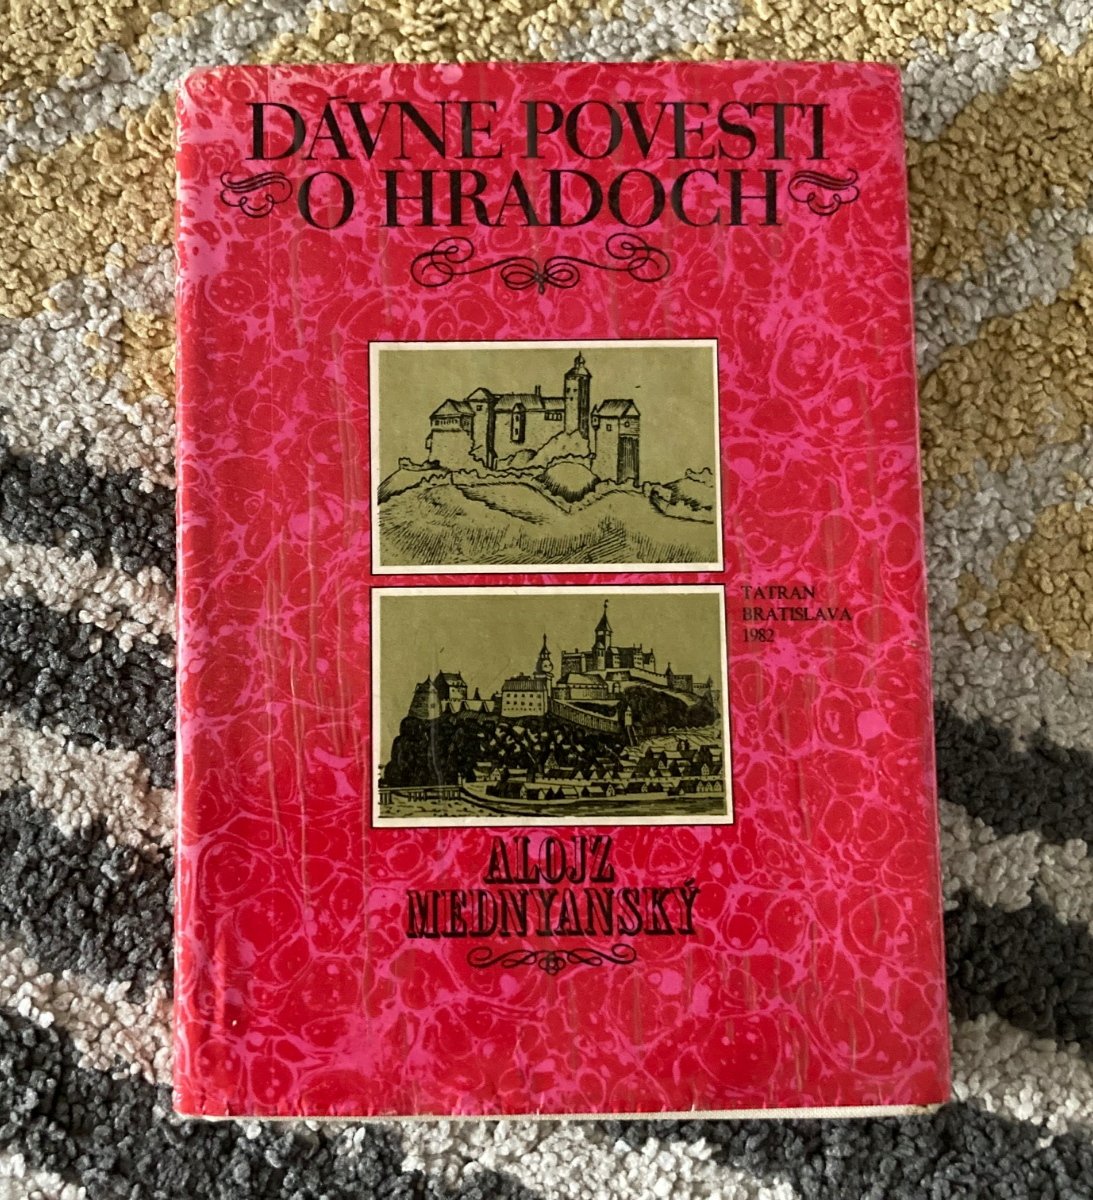 DÁVNE POVESTI
O HRADOCH
TATRAN
BRATISLAVA
1982
ALOJZ
MEDNYANSKÝ